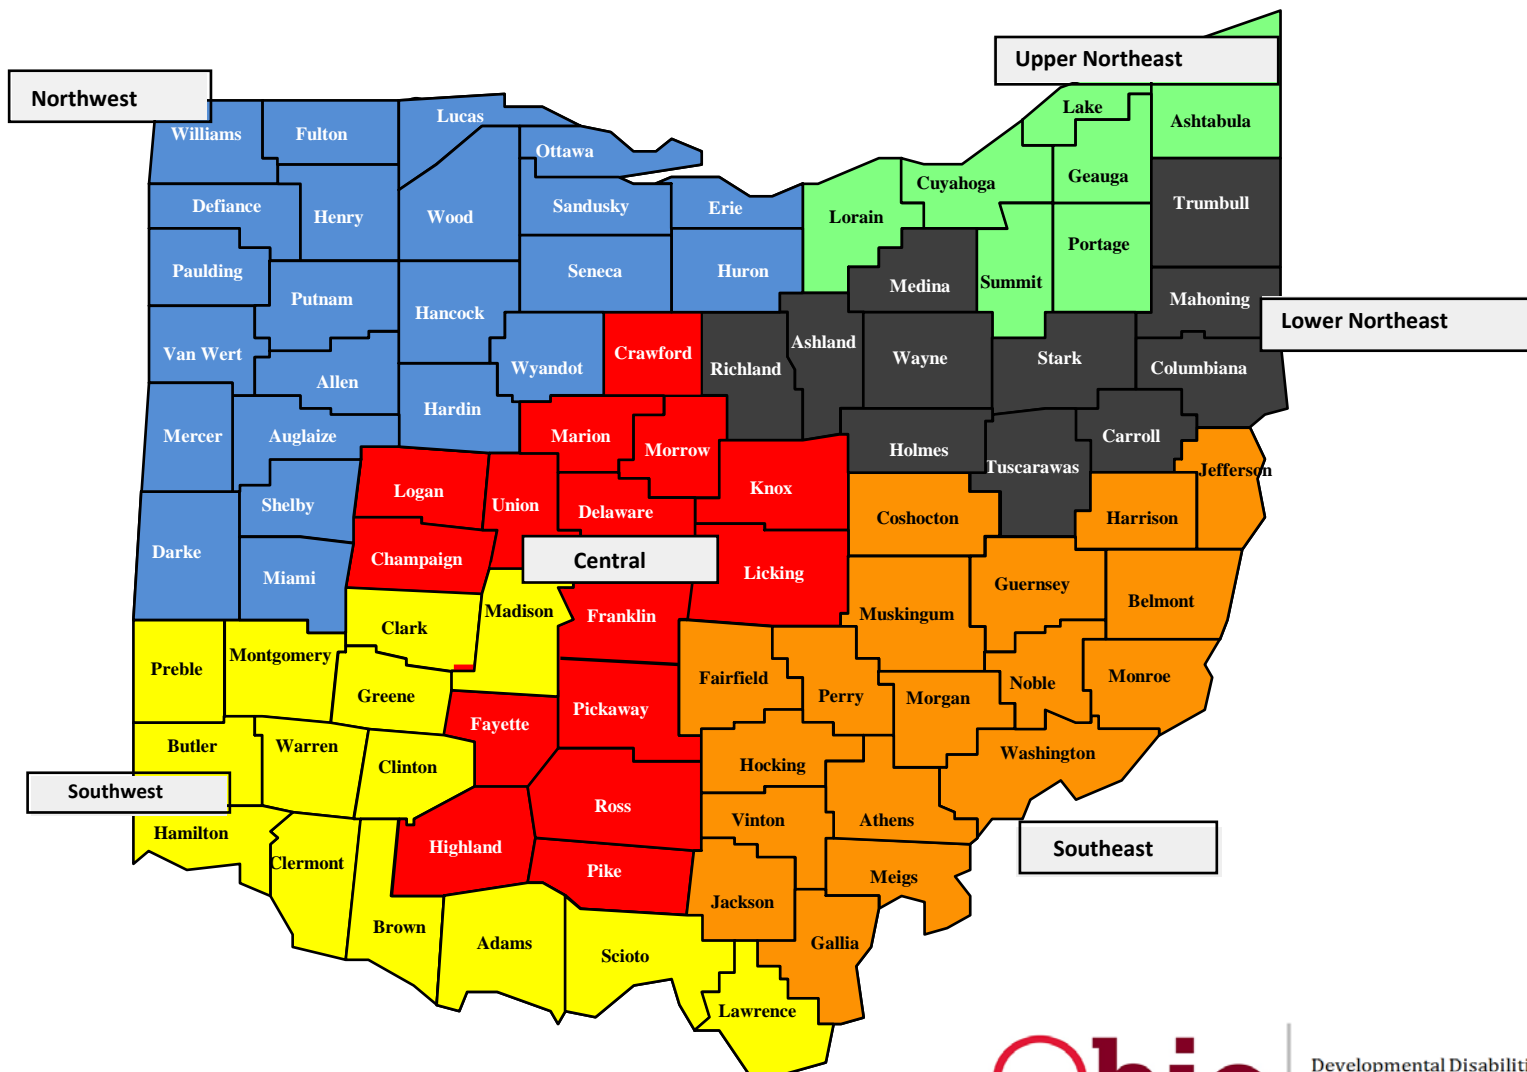 Upper Northeast
Northwest
Lake
Williams
Fulton
Lucas
Ashtabula
Ottawa
Cuyahoga
Geauga
Defiance
Henry
Wood
Sandusky
Erie
Lorain
Trumbull
Portage
Paulding
Putnam
Seneca
Huron
Medina
Summit
Mahoning
Hancock
Lower Northeast
Van Wert
Allen
Wyandot
Crawford
Richland
Ashland
Wayne
Stark
Columbiana
Hardin
Mercer
Auglaize
Marion
Morrow
Holmes
Carroll
Tuscarawas
Jefferson
Logan
Union
Knox
Shelby
Delaware
Coshocton
Harrison
Darke
Champaign
Central
Licking
Miami
Guernsey
Belmont
Madison
Franklin
Muskingum
Clark
Preble
Montgomery
Fairfield
Perry
Morgan
Noble
Monroe
Greene
Fayette
Pickaway
Butler
Warren
Clinton
Hocking
Washington
Southwest
Ross
Hamilton
Vinton
Athens
Highland
Southeast
Clermont
Pike
Meigs
Jackson
Brown
Adams
Scioto
Gallia
Lawrence
Developmental